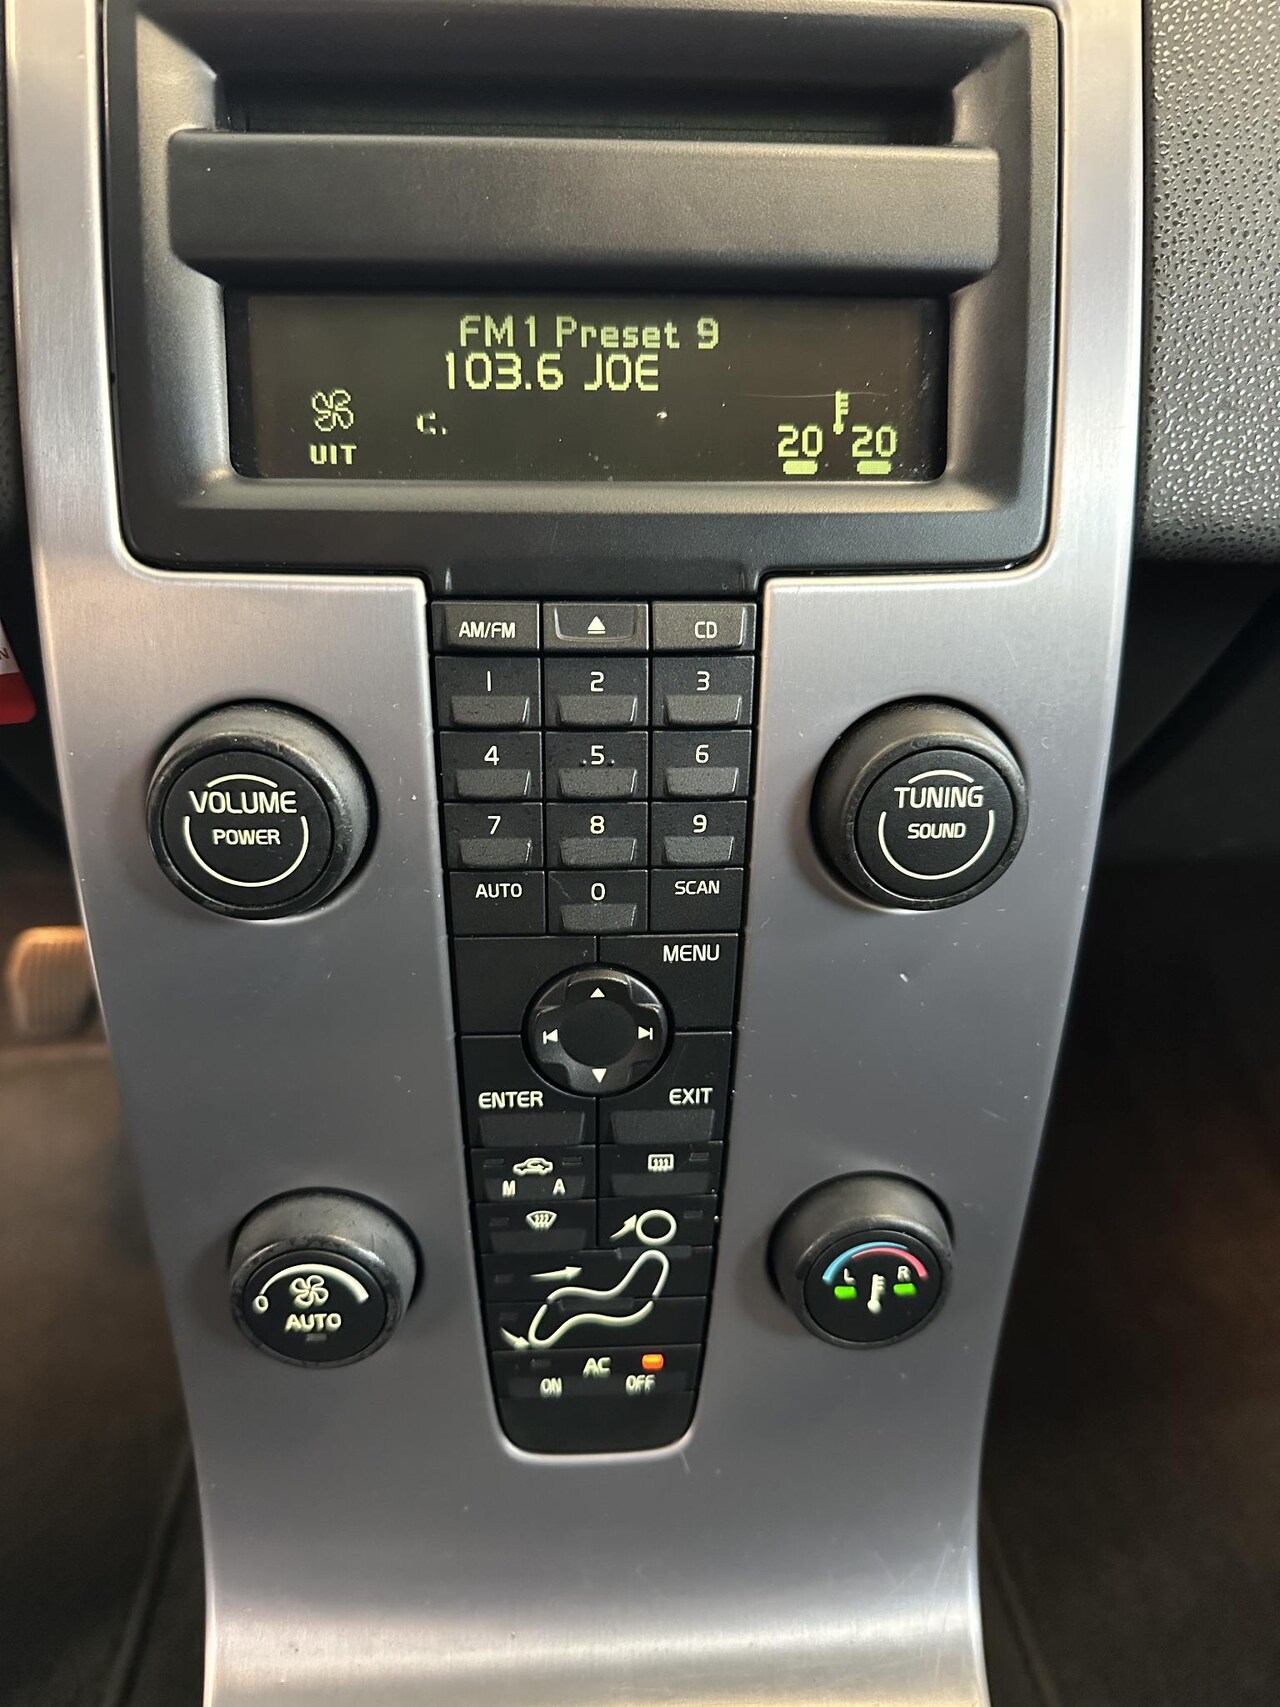 FM1 Preset 9
103.6 JOE
UIT
20 20
AM/FM CD
1 2 3
4 5 6
7 8 9
AUTO 0 SCAN
VOLUME
POWER
TUNING
SOUND
MENU
ENTER EXIT
M A
0
AUTO
L R
AC
ON OFF